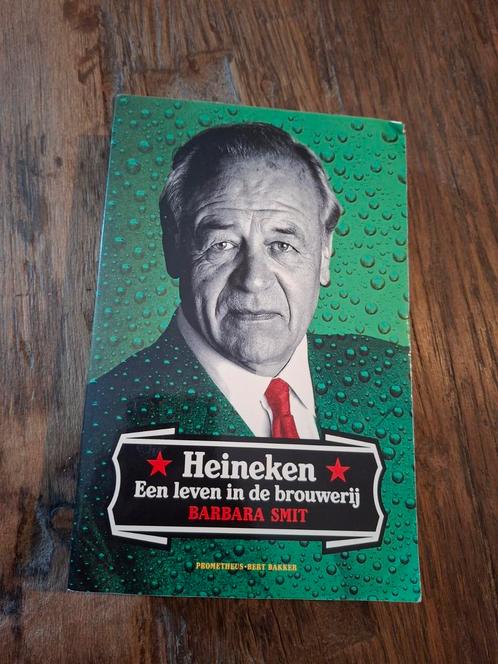 Heineken
Een leven in de brouwerij
BARBARA SMIT
PROMETHEUS•BERT BAKKER